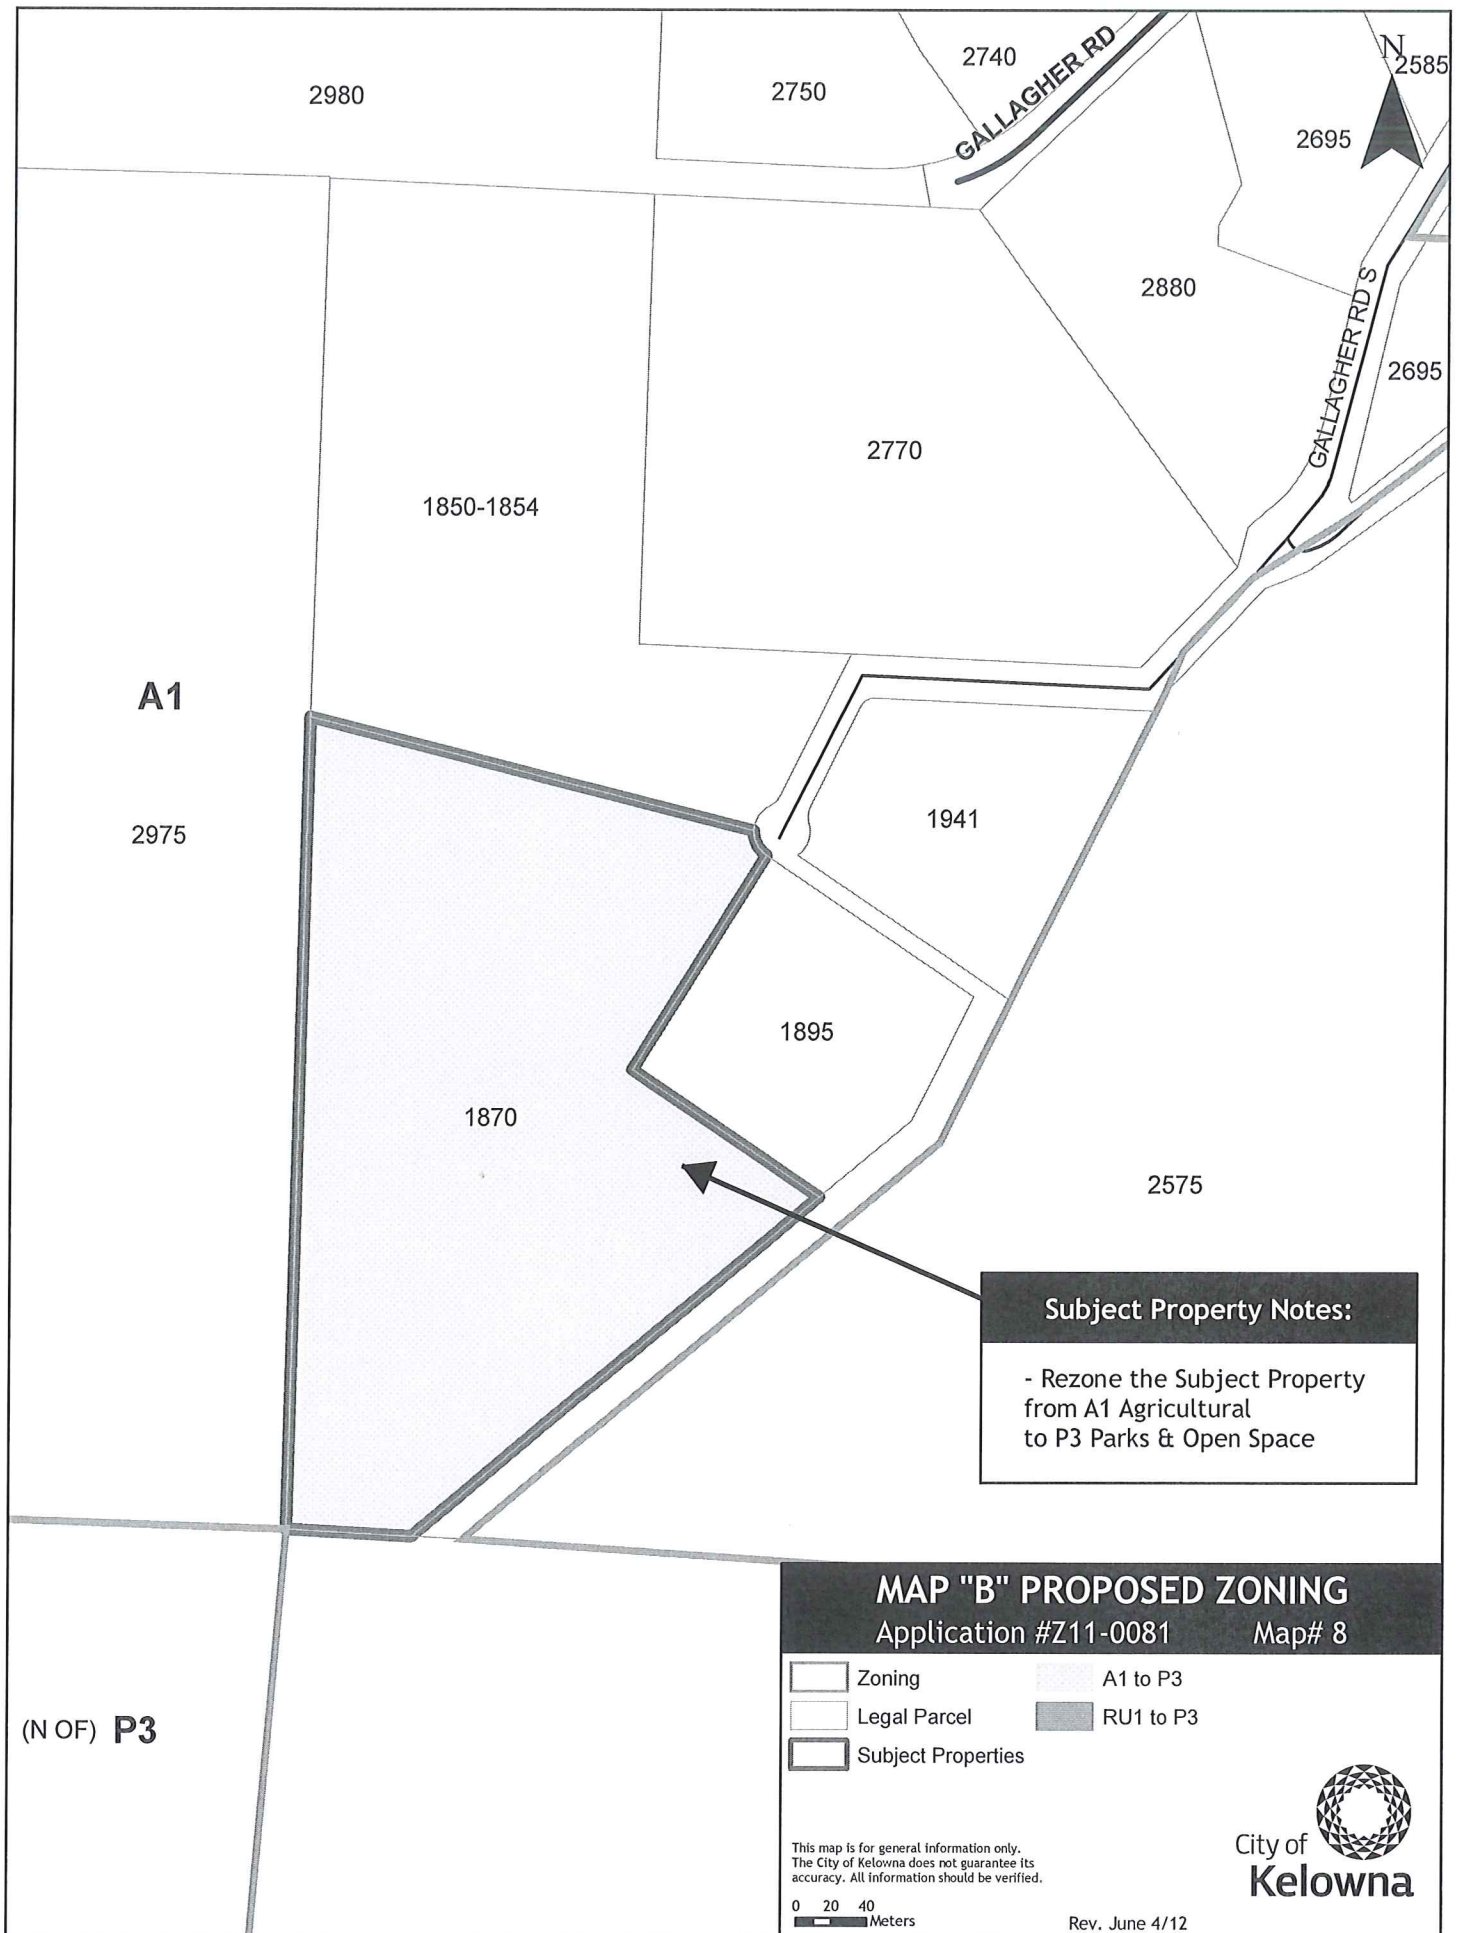 2980
2750
2740
GALLAGHER RD
N
2585
2695
2880
GALLAGHER RD S
2695
2770
1850-1854
A1
2975
1941
1895
1870
2575
Subject Property Notes:
- Rezone the Subject Property
from A1 Agricultural
to P3 Parks & Open Space
MAP "B" PROPOSED ZONING
Application #Z11-0081 Map# 8
Zoning A1 to P3
Legal Parcel RU1 to P3
Subject Properties
(N OF) P3
This map is for general information only.
The City of Kelowna does not guarantee its
accuracy. All information should be verified.
0 20 40
Meters
Rev. June 4/12
City of
Kelowna